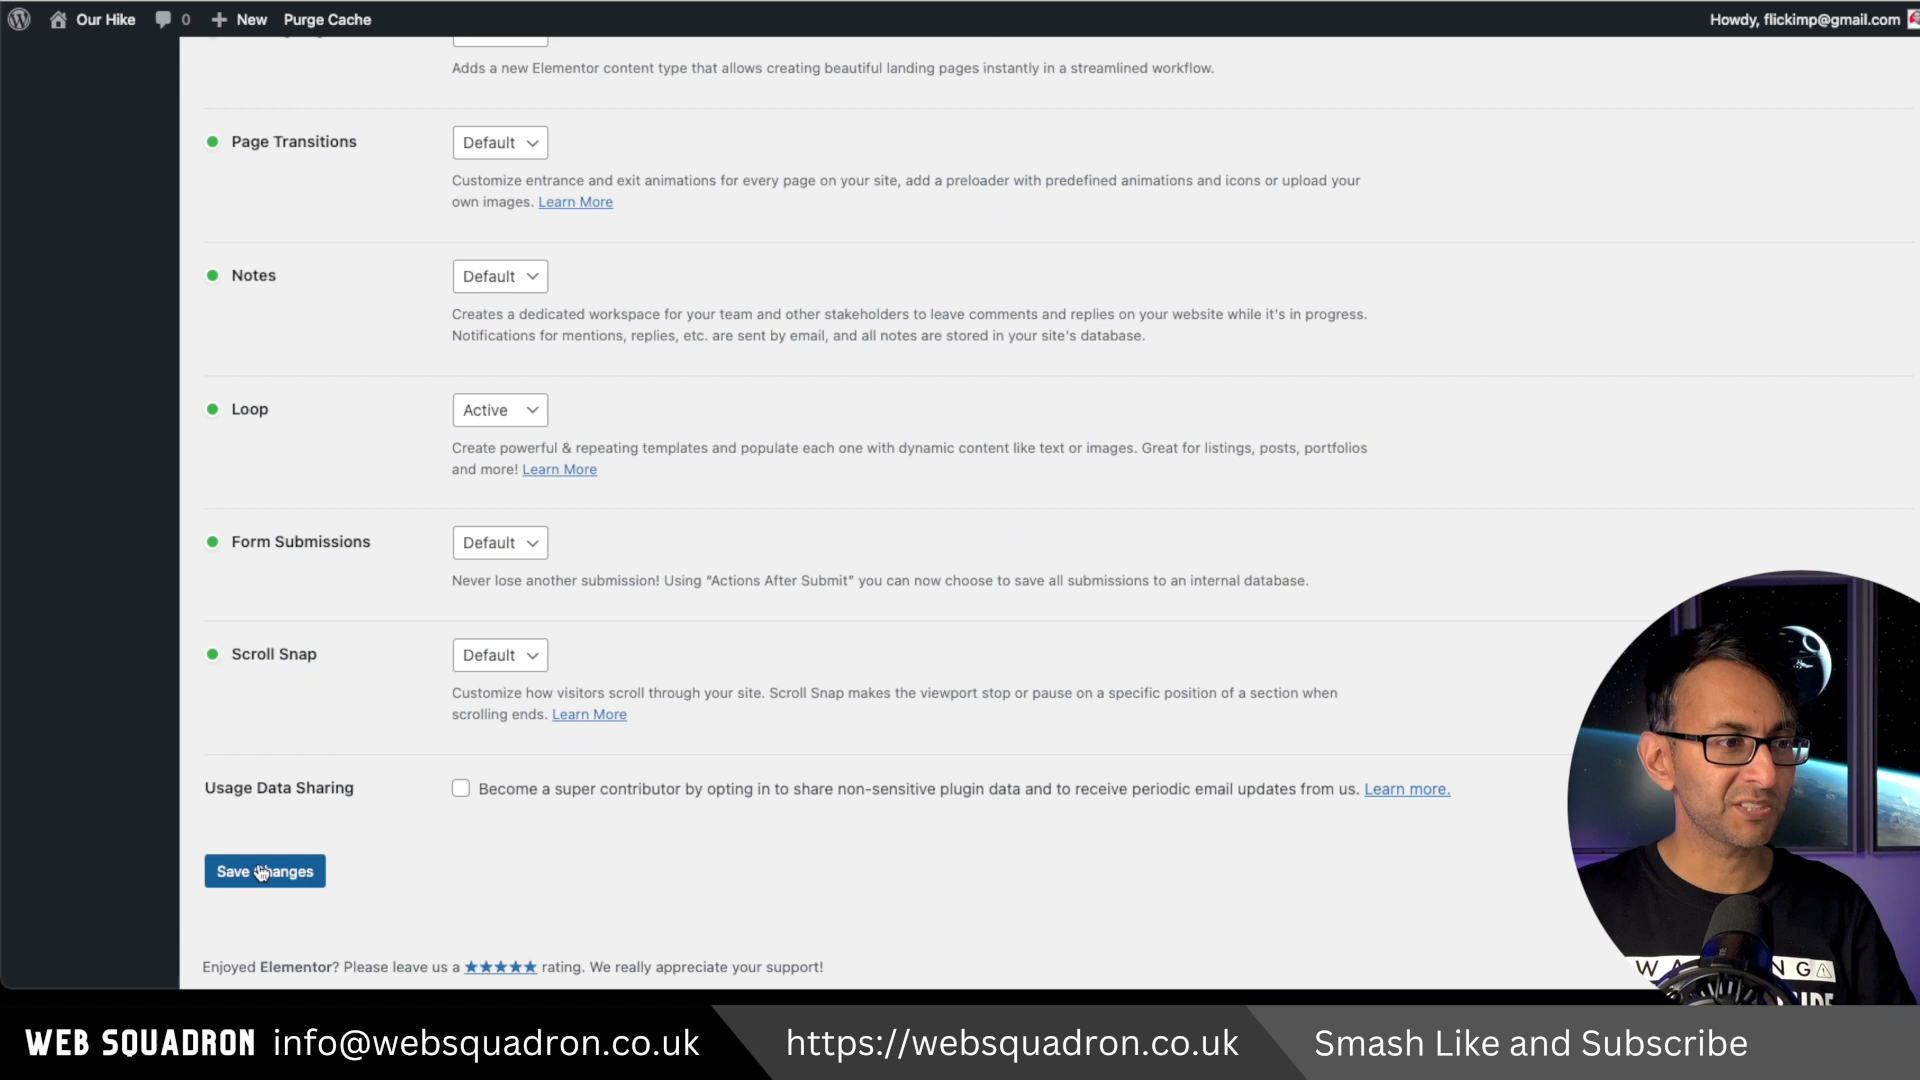 Our Hike 0 New Purge Cache Howdy, flickimp@gmail.com
Adds a new Elementor content type that allows creating beautiful landing pages instantly in a streamlined workflow.
Page Transitions Default
Customize entrance and exit animations for every page on your site, add a preloader with predefined animations and icons or upload your
own images. Learn More
Notes Default
Creates a dedicated workspace for your team and other stakeholders to leave comments and replies on your website while it's in progress.
Notifications for mentions, replies, etc. are sent by email, and all notes are stored in your site's database.
Loop Active
Create powerful & repeating templates and populate each one with dynamic content like text or images. Great for listings, posts, portfolios
and more! Learn More
Form Submissions Default
Never lose another submission! Using “Actions After Submit” you can now choose to save all submissions to an internal database.
Scroll Snap Default
Customize how visitors scroll through your site. Scroll Snap makes the viewport stop or pause on a specific position of a section when
scrolling ends. Learn More
Usage Data Sharing Become a super contributor by opting in to share non-sensitive plugin data and to receive periodic email updates from us. Learn more.
Save Changes
Enjoyed Elementor? Please leave us a ★★★★★ rating. We really appreciate your support!
WEB SQUADRON info@websquadron.co.uk https://websquadron.co.uk Smash Like and Subscribe